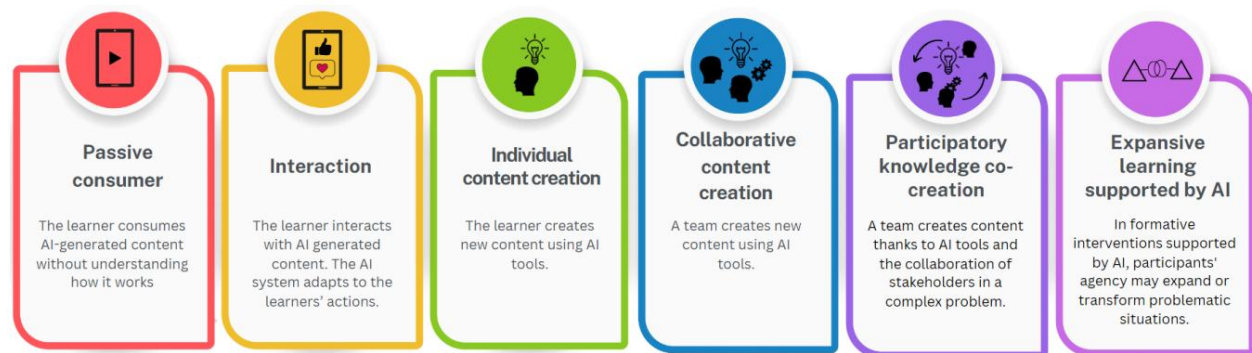 Passive
consumer
The learner consumes
AI-generated content
without understanding
how it works
Interaction
The learner interacts
with AI generated
content. The AI
system adapts to the
learners' actions.
Individual
content creation
The learner creates
new content using AI
tools.
Collaborative
content
creation
A team creates new
content using AI
tools.
Participatory
knowledge co-
creation
A team creates content
thanks to AI tools and
the collaboration of
stakeholders in a
complex problem.
Expansive
learning
supported by AI
In formative
interventions supported
by AI, participants'
agency may expand or
transform problematic
situations.